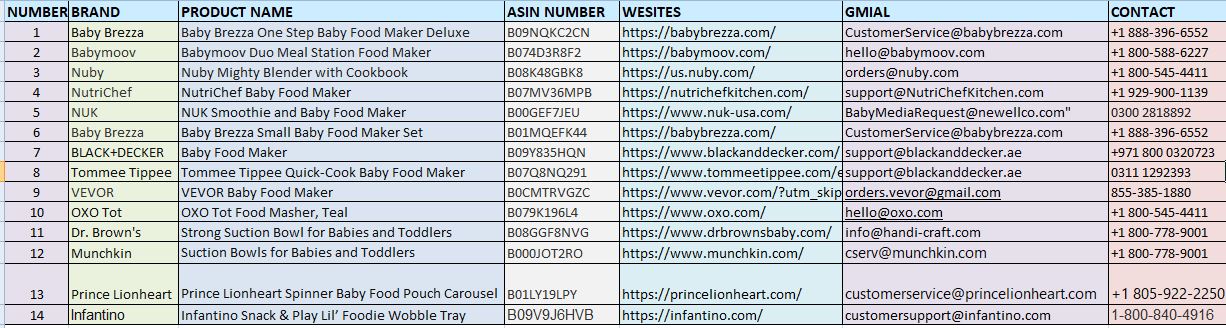 NUMBER BRAND PRODUCT NAME ASIN NUMBER WESITES GMIAL CONTACT
1 Baby Brezza Baby Brezza One Step Baby Food Maker Deluxe B09NQKC2CN https://babybrezza.com/ CustomerService@babybrezza.com +1 888-396-6552
2 Babymoov Babymoov Duo Meal Station Food Maker B074D3R8F2 https://babymoov.com/ hello@babymoov.com +1 800-588-6227
3 Nuby Nuby Mighty Blender with Cookbook B08K48GBK8 https://us.nuby.com/ orders@nuby.com +1 800-545-4411
4 NutriChef NutriChef Baby Food Maker B07MV36MPB https://nutrichefkitchen.com/ support@NutriChefKitchen.com +1 929-900-1139
5 NUK NUK Smoothie and Baby Food Maker B00GEF7JEU https://www.nuk-usa.com/ BabyMediaRequest@newellco.com" 0300 2818892
6 Baby Brezza Baby Brezza Small Baby Food Maker Set B01MQEFK44 https://babybrezza.com/ CustomerService@babybrezza.com +1 888-396-6552
7 BLACK+DECKER Baby Food Maker B09Y835HQN https://www.blackanddecker.com/ support@blackanddecker.ae +971 800 0320723
8 Tommee Tippee Tommee Tippee Quick-Cook Baby Food Maker B07Q8NQ291 https://www.tommeetippee.com/e support@blackanddecker.ae 0311 1292393
9 VEVOR VEVOR Baby Food Maker B0CMTRVGZC https://www.vevor.com/?utm_skip orders.vevor@gmail.com 855-385-1880
10 OXO Tot OXO Tot Food Masher, Teal B079K196L4 https://www.oxo.com/ hello@oxo.com +1 800-545-4411
11 Dr. Brown's Strong Suction Bowl for Babies and Toddlers B08GGF8NVG https://www.drbrownsbaby.com/ info@handi-craft.com +1 800-778-9001
12 Munchkin Suction Bowls for Babies and Toddlers B000JOT2RO https://www.munchkin.com/ cserv@munchkin.com +1 800-778-9001
13 Prince Lionheart Prince Lionheart Spinner Baby Food Pouch Carousel B01LY19LPY https://princelionheart.com/ customerservice@princelionheart.com +1 805-922-2250
14 Infantino Infantino Snack & Play Lil’ Foodie Wobble Tray B09V9J6HVB https://infantino.com/ customersupport@infantino.com 1-800-840-4916